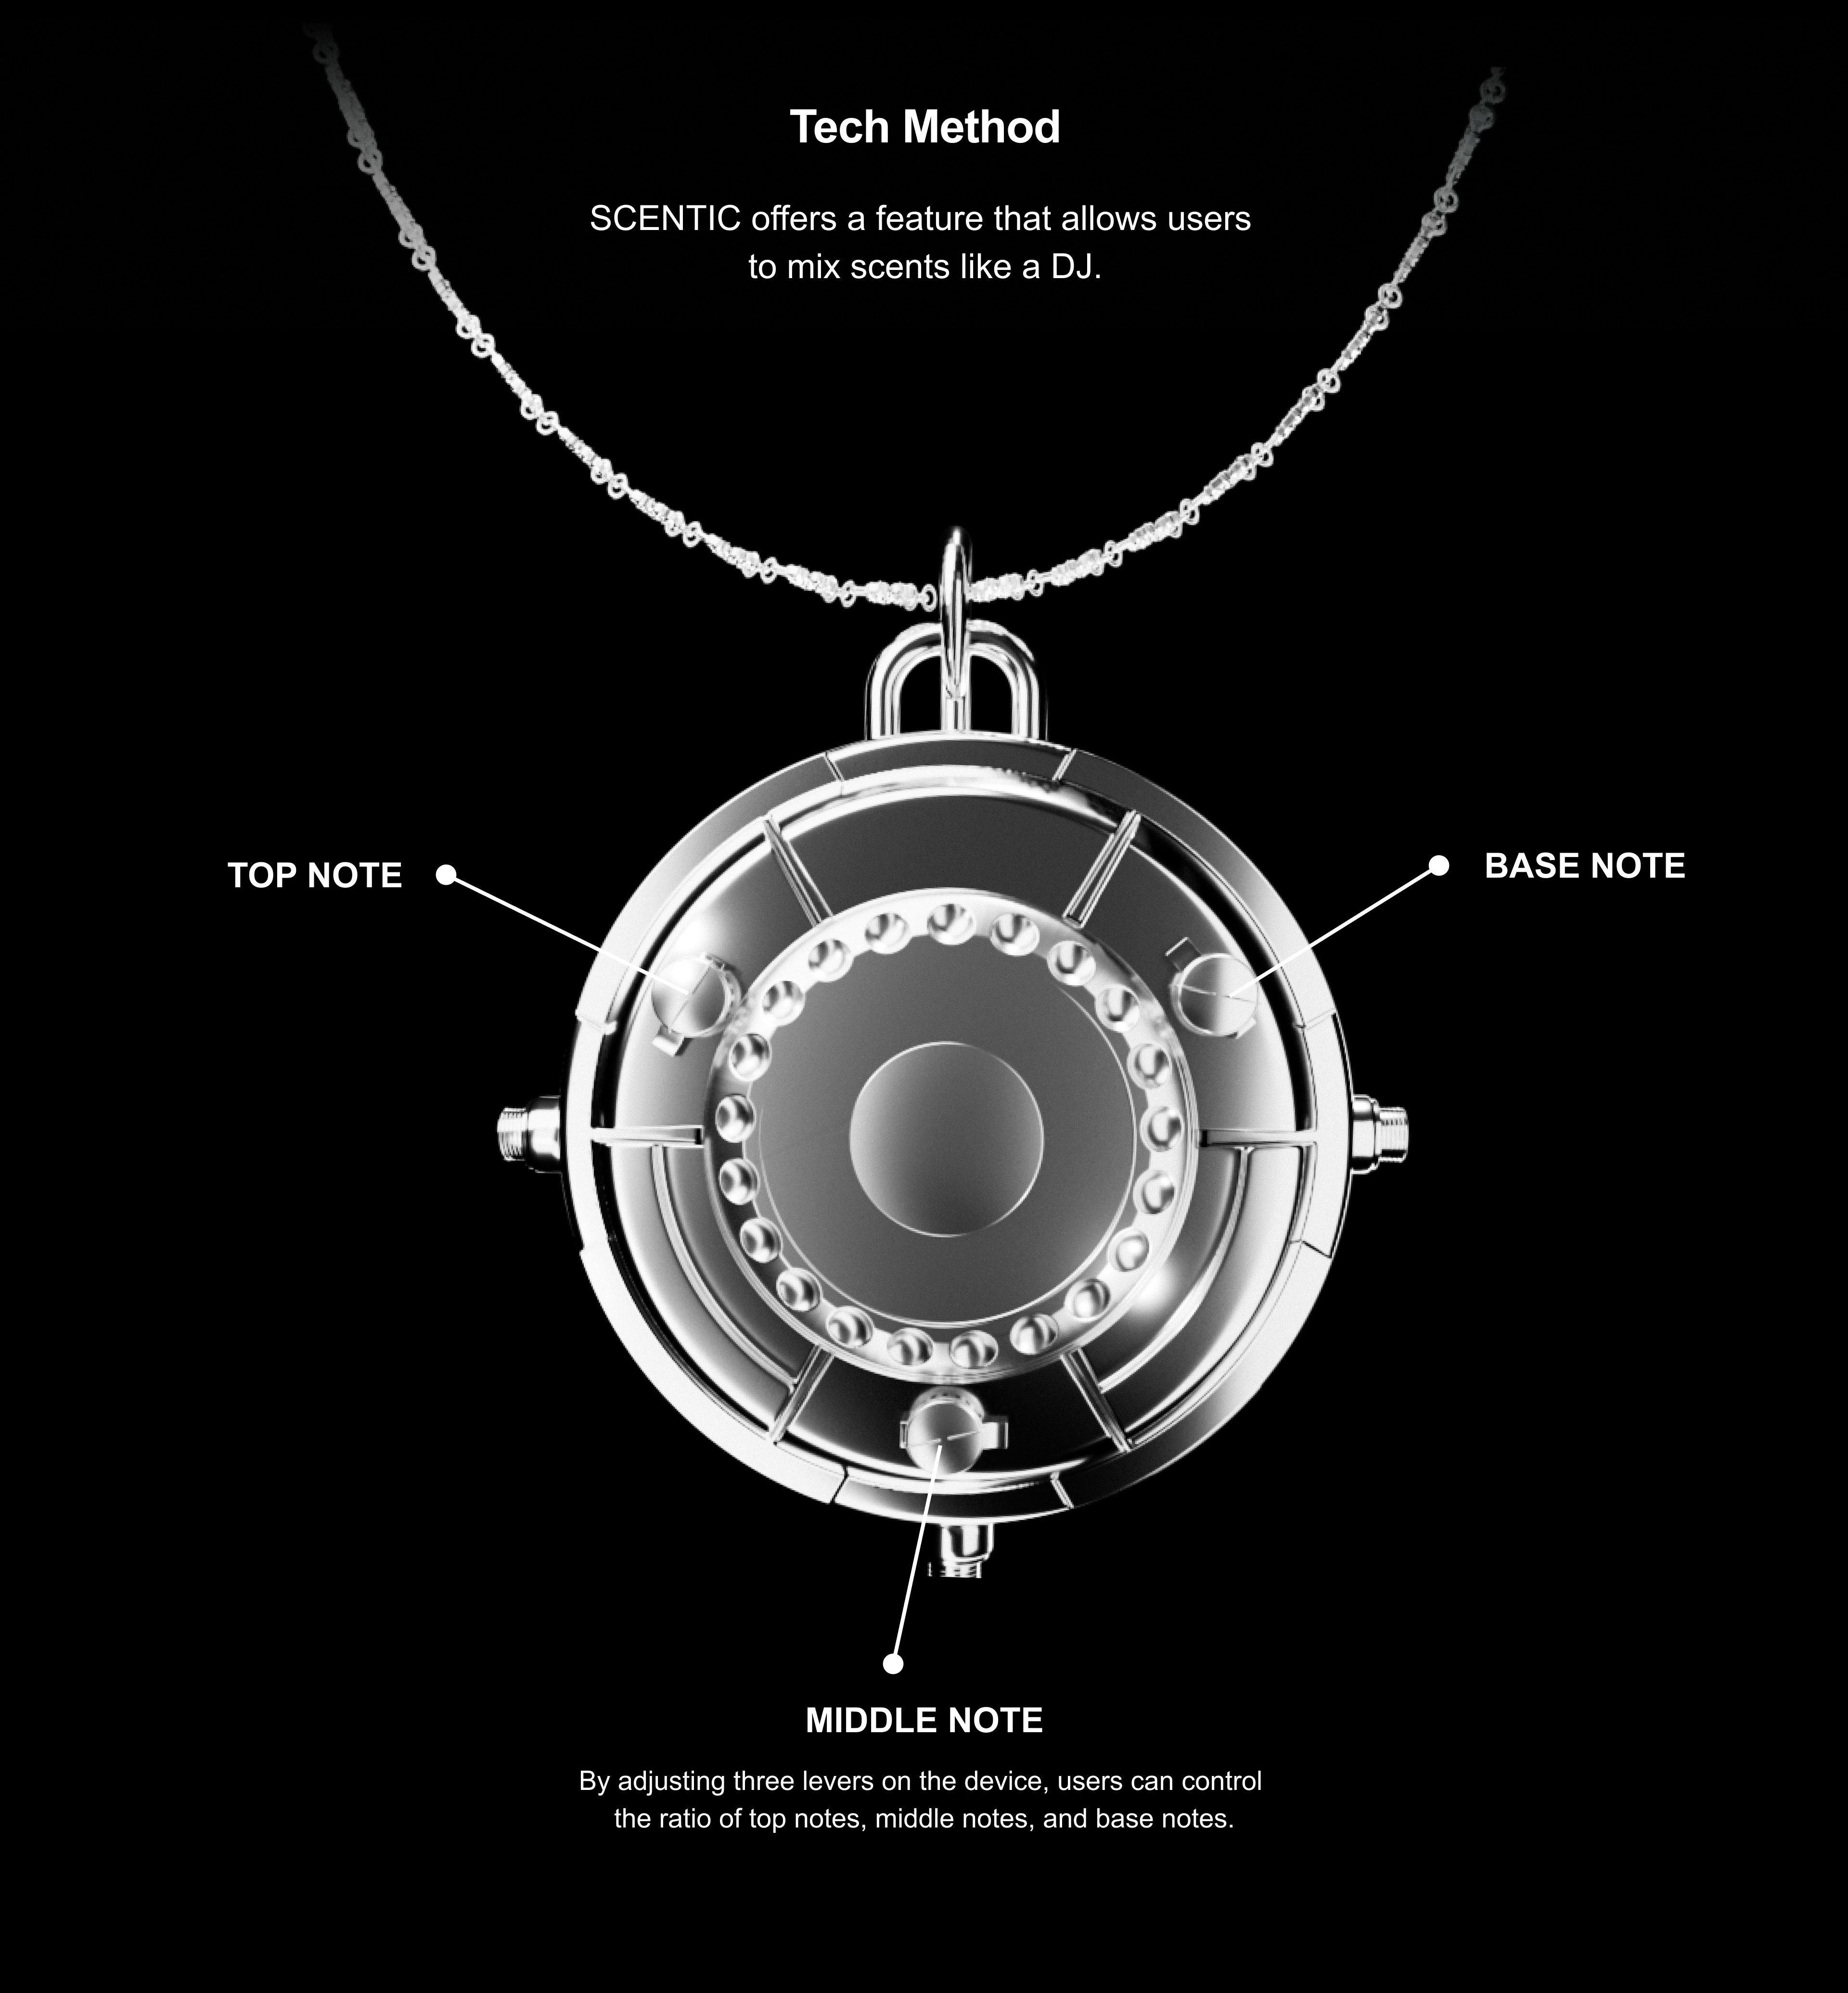 Tech Method
SCENTIC offers a feature that allows users
to mix scents like a DJ.
TOP NOTE
BASE NOTE
MIDDLE NOTE
By adjusting three levers on the device, users can control
the ratio of top notes, middle notes, and base notes.